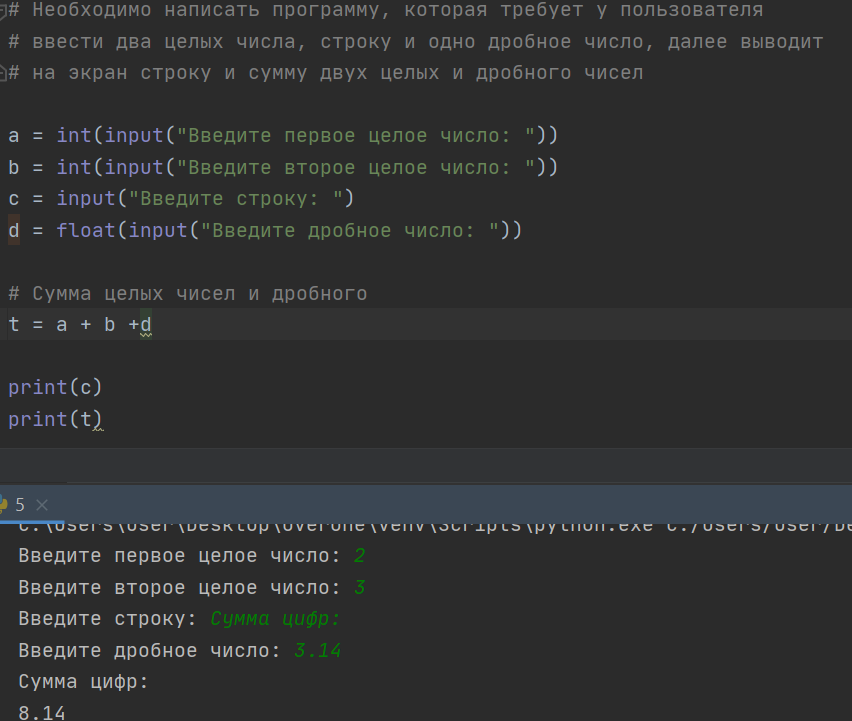 # Необходимо написать программу, которая требует у пользователя
# ввести два целых числа, строку и одно дробное число, далее выводит
# на экран строку и сумму двух целых и дробного чисел
a = int(input("Введите первое целое число: "))
b = int(input("Введите второе целое число: "))
c = input("Введите строку: ")
d = float(input("Введите дробное число: "))
# Сумма целых чисел и дробного
t = a + b +d
print(c)
print(t)
5
C:\Users\User\Desktop\overone\venv\Scripts\python.exe C:/Users/User/De
Введите первое целое число: 2
Введите второе целое число: 3
Введите строку: Сумма цифр:
Введите дробное число: 3.14
Сумма цифр:
8.14